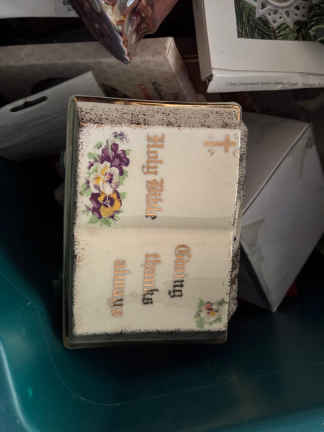 Holy Bible
Giving
thanks
always